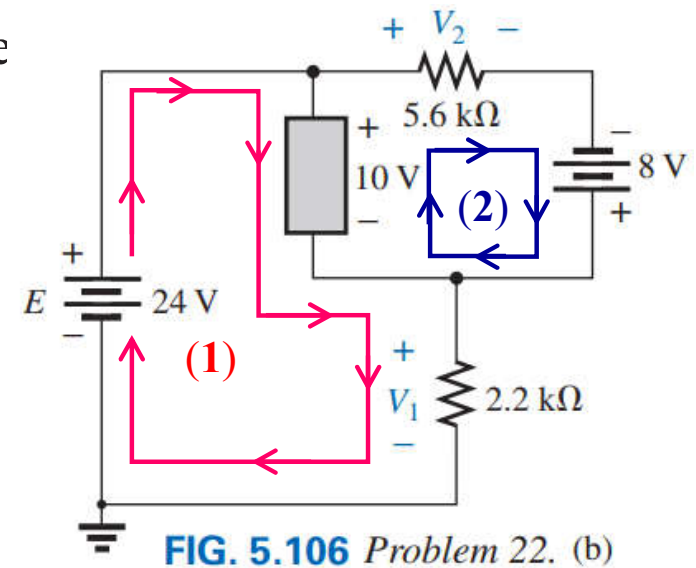 + V₂ −
5.6 kΩ
+
10 V
−
−
8 V
+
(2)
+
E
24 V
−
(1)
+
V₁
2.2 kΩ
−
FIG. 5.106 Problem 22. (b)